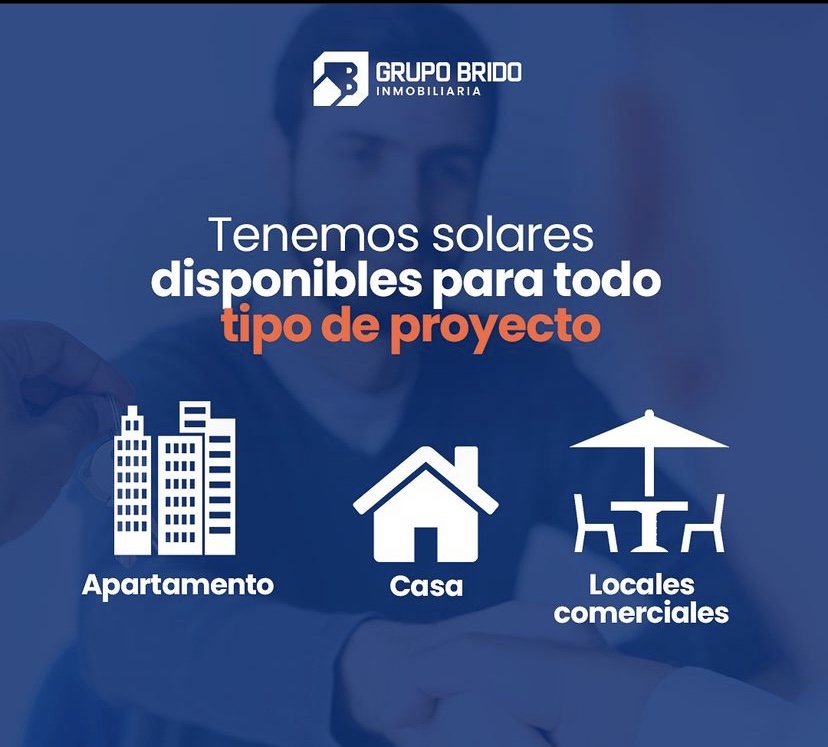 GRUPO BRIDO
INMOBILIARIA
Tenemos solares
disponibles para todo
tipo de proyecto
Apartamento
Casa
Locales
comerciales